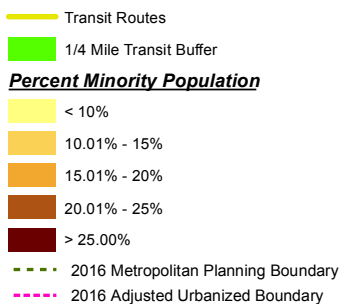 Transit Routes
1/4 Mile Transit Buffer
Percent Minority Population
< 10%
10.01% - 15%
15.01% - 20%
20.01% - 25%
> 25.00%
2016 Metropolitan Planning Boundary
2016 Adjusted Urbanized Boundary